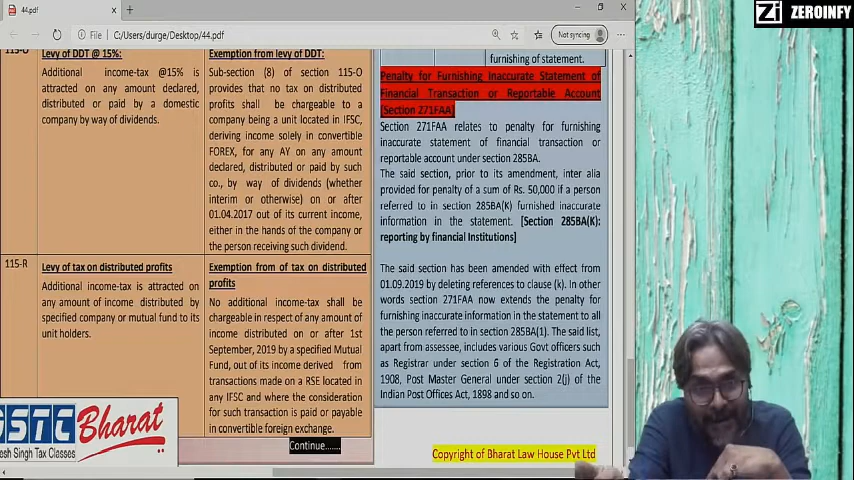 44.pdf
File
C:/Users/durge/Desktop/44.pdf
Not syncing
Zi ZEROINFY
115-O
Levy of DDT @ 15%:
Additional income-tax @15% is
attracted on any amount declared,
distributed or paid by a domestic
company by way of dividends.
Exemption from levy of DDT:
Sub-section (8) of section 115-O
provides that no tax on distributed
profits shall be chargeable to a
company being a unit located in IFSC,
deriving income solely in convertible
FOREX, for any AY on any amount
declared, distributed or paid by such
co., by way of dividends (whether
interim or otherwise) on or after
01.04.2017 out of its current income,
either in the hands of the company or
the person receiving such dividend.
115-R
Levy of tax on distributed profits
Additional income-tax is attracted on
any amount of income distributed by
specified company or mutual fund to its
unit holders.
Exemption from of tax on distributed
profits
No additional income-tax shall be
chargeable in respect of any amount of
income distributed on or after 1st
September, 2019 by a specified Mutual
Fund, out of its income derived from
transactions made on a RSE located in
any IFSC and where the consideration
for such transaction is paid or payable
in convertible foreign exchange.
Continue.......
furnishing of statement.
Penalty for Furnishing Inaccurate Statement of
Financial Transaction or Reportable Account
[Section 271FAA]
Section 271FAA relates to penalty for furnishing
inaccurate statement of financial transaction or
reportable account under section 285BA.
The said section, prior to its amendment, inter alia
provided for penalty of a sum of Rs. 50,000 if a person
referred to in section 285BA(K) furnished inaccurate
information in the statement. [Section 285BA(K):
reporting by financial Institutions]
The said section has been amended with effect from
01.09.2019 by deleting references to clause (k). In other
words section 271FAA now extends the penalty for
furnishing inaccurate information in the statement to all
the person referred to in section 285BA(1). The said list,
apart from assessee, includes various Govt officers such
as Registrar under section 6 of the Registration Act,
1908, Post Master General under section 2(j) of the
Indian Post Offices Act, 1898 and so on.
Copyright of Bharat Law House Pvt Ltd
GSTC Bharat
esh Singh Tax Classes